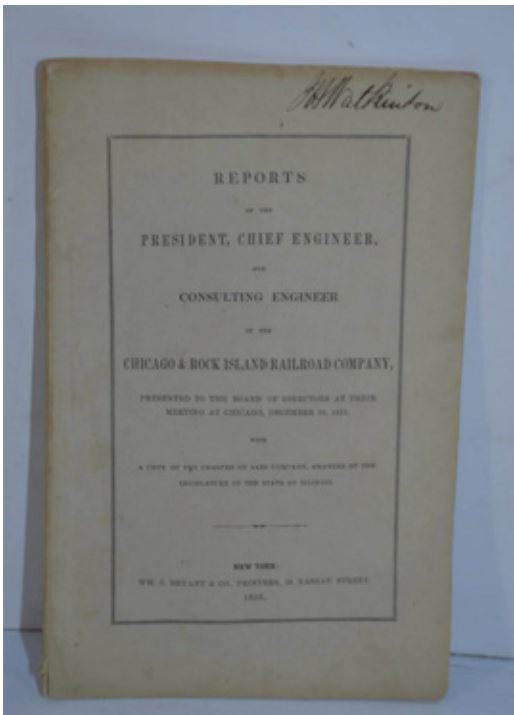 Watkinson
REPORTS
OF THE
PRESIDENT, CHIEF ENGINEER,
AND
CONSULTING ENGINEER
OF THE
CHICAGO & ROCK ISLAND RAILROAD COMPANY,
PRESENTED TO THE BOARD OF DIRECTORS AT THEIR
MEETING AT CHICAGO, DECEMBER 1851,
WITH
A COPY OF THE CHARTER OF SAID COMPANY, GRANTED BY THE
LEGISLATURE OF THE STATE OF ILLINOIS.
NEW YORK:
WM. C. BRYANT & CO., PRINTERS, NASSAU STREET
1852.